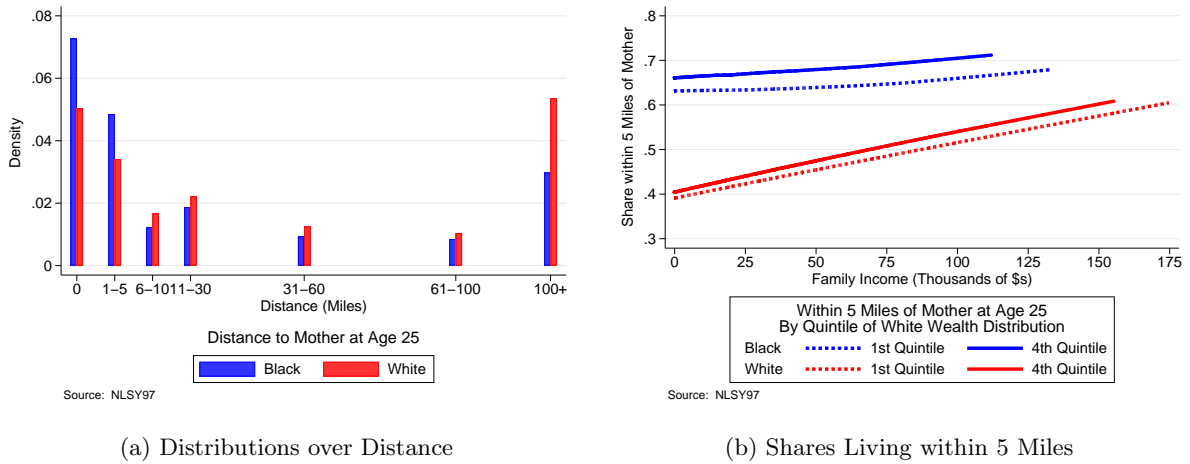 .08
.06
.04
.02
0
Density
0 1−5 6−10 11−30 31−60 61−100 100+
Distance (Miles)
Distance to Mother at Age 25
Black White
Source: NLSY97
(a) Distributions over Distance
.8
.7
.6
.5
.4
.3
Share within 5 Miles of Mother
0 25 50 75 100 125 150 175
Family Income (Thousands of $s)
Within 5 Miles of Mother at Age 25
By Quintile of White Wealth Distribution
Black 1st Quintile 4th Quintile
White 1st Quintile 4th Quintile
Source: NLSY97
(b) Shares Living within 5 Miles